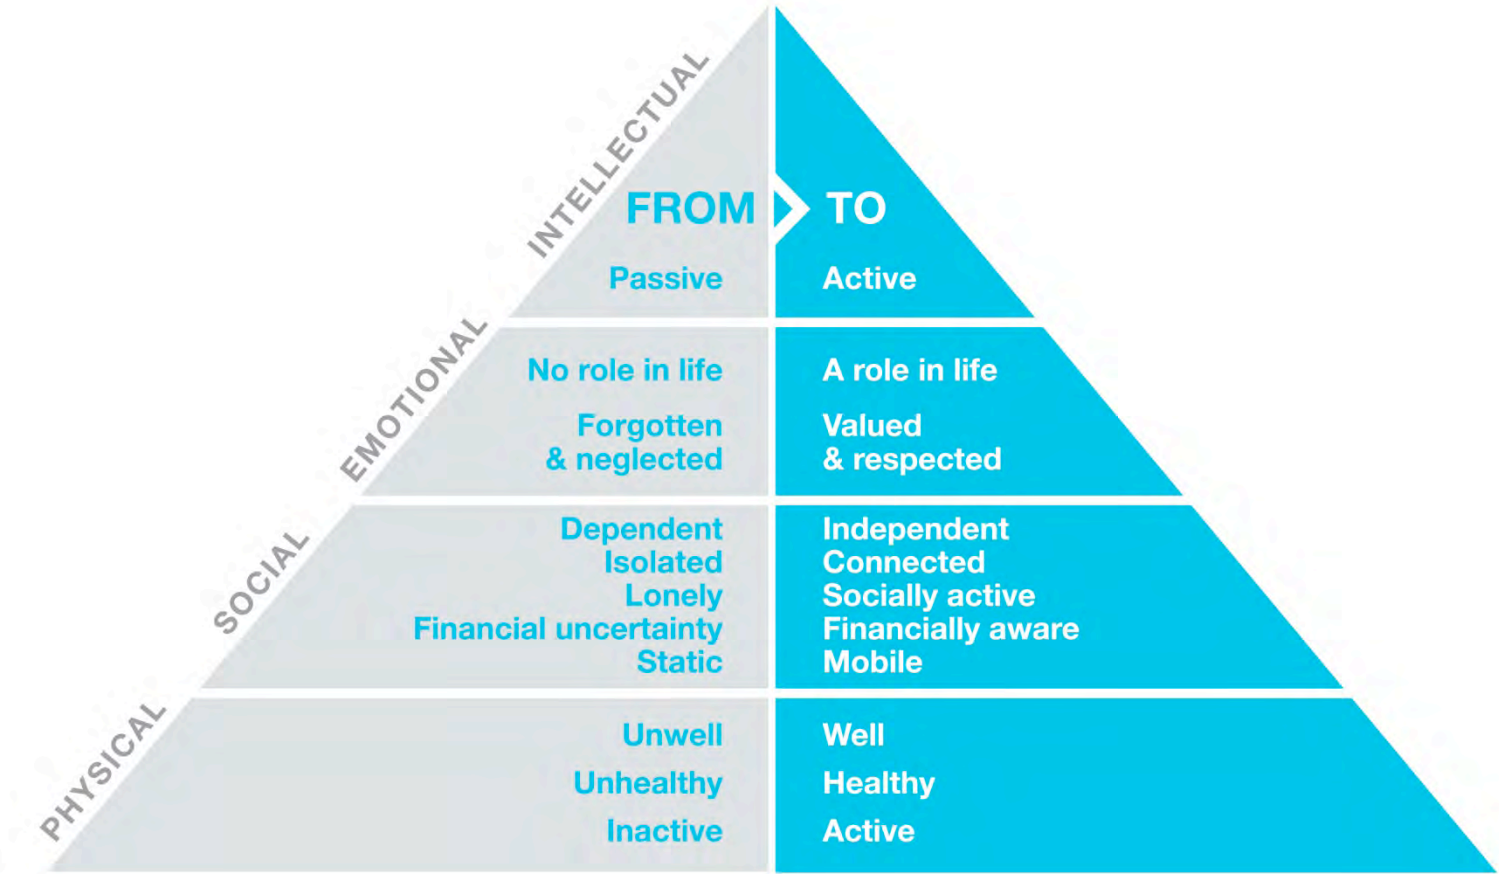 INTELLECTUAL
FROM TO
Passive Active
EMOTIONAL
No role in life A role in life
Forgotten Valued
& neglected & respected
SOCIAL
Dependent Independent
Isolated Connected
Lonely Socially active
Financial uncertainty Financially aware
Static Mobile
PHYSICAL
Unwell Well
Unhealthy Healthy
Inactive Active